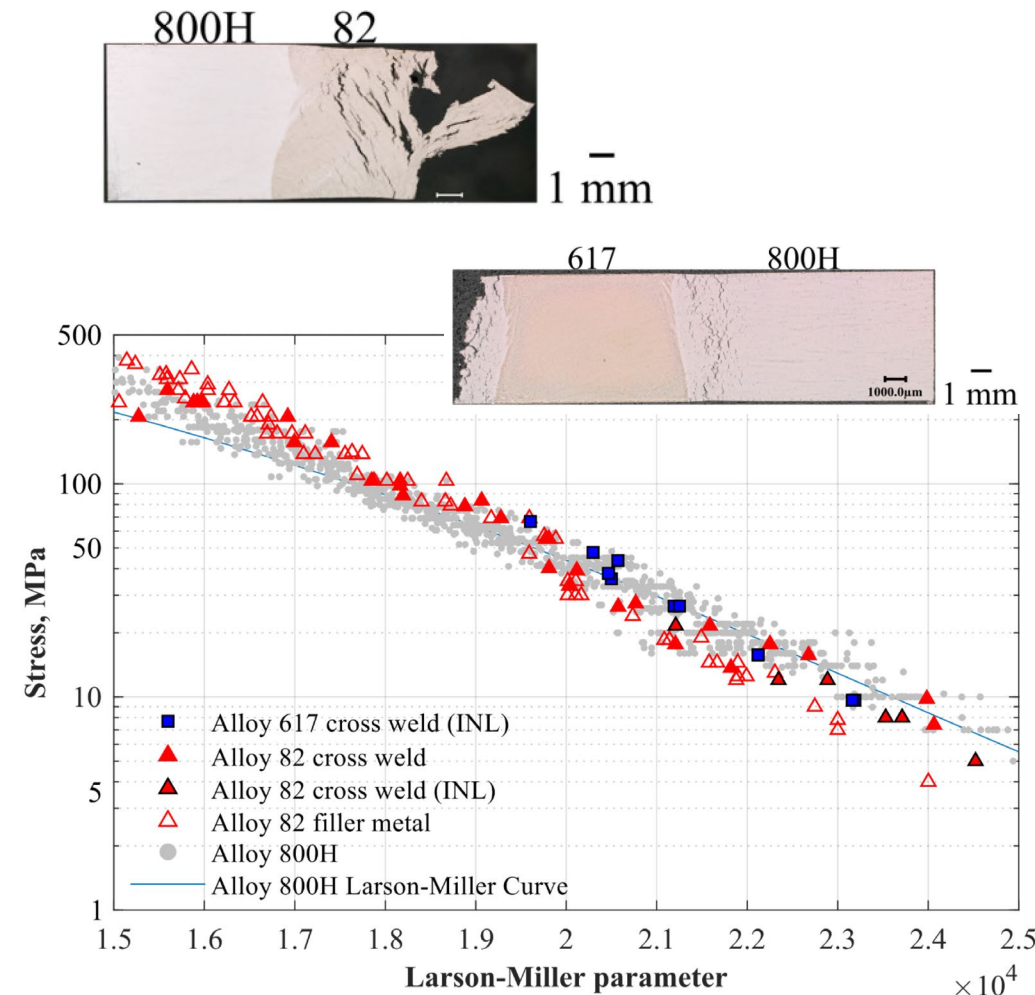 800H 82
1 mm
617 800H
1000.0µm
1 mm
500
100
50
10
5
1
Stress, MPa
Alloy 617 cross weld (INL)
Alloy 82 cross weld
Alloy 82 cross weld (INL)
Alloy 82 filler metal
Alloy 800H
Alloy 800H Larson-Miller Curve
1.5 1.6 1.7 1.8 1.9 2 2.1 2.2 2.3 2.4 2.5
Larson-Miller parameter
×10⁴